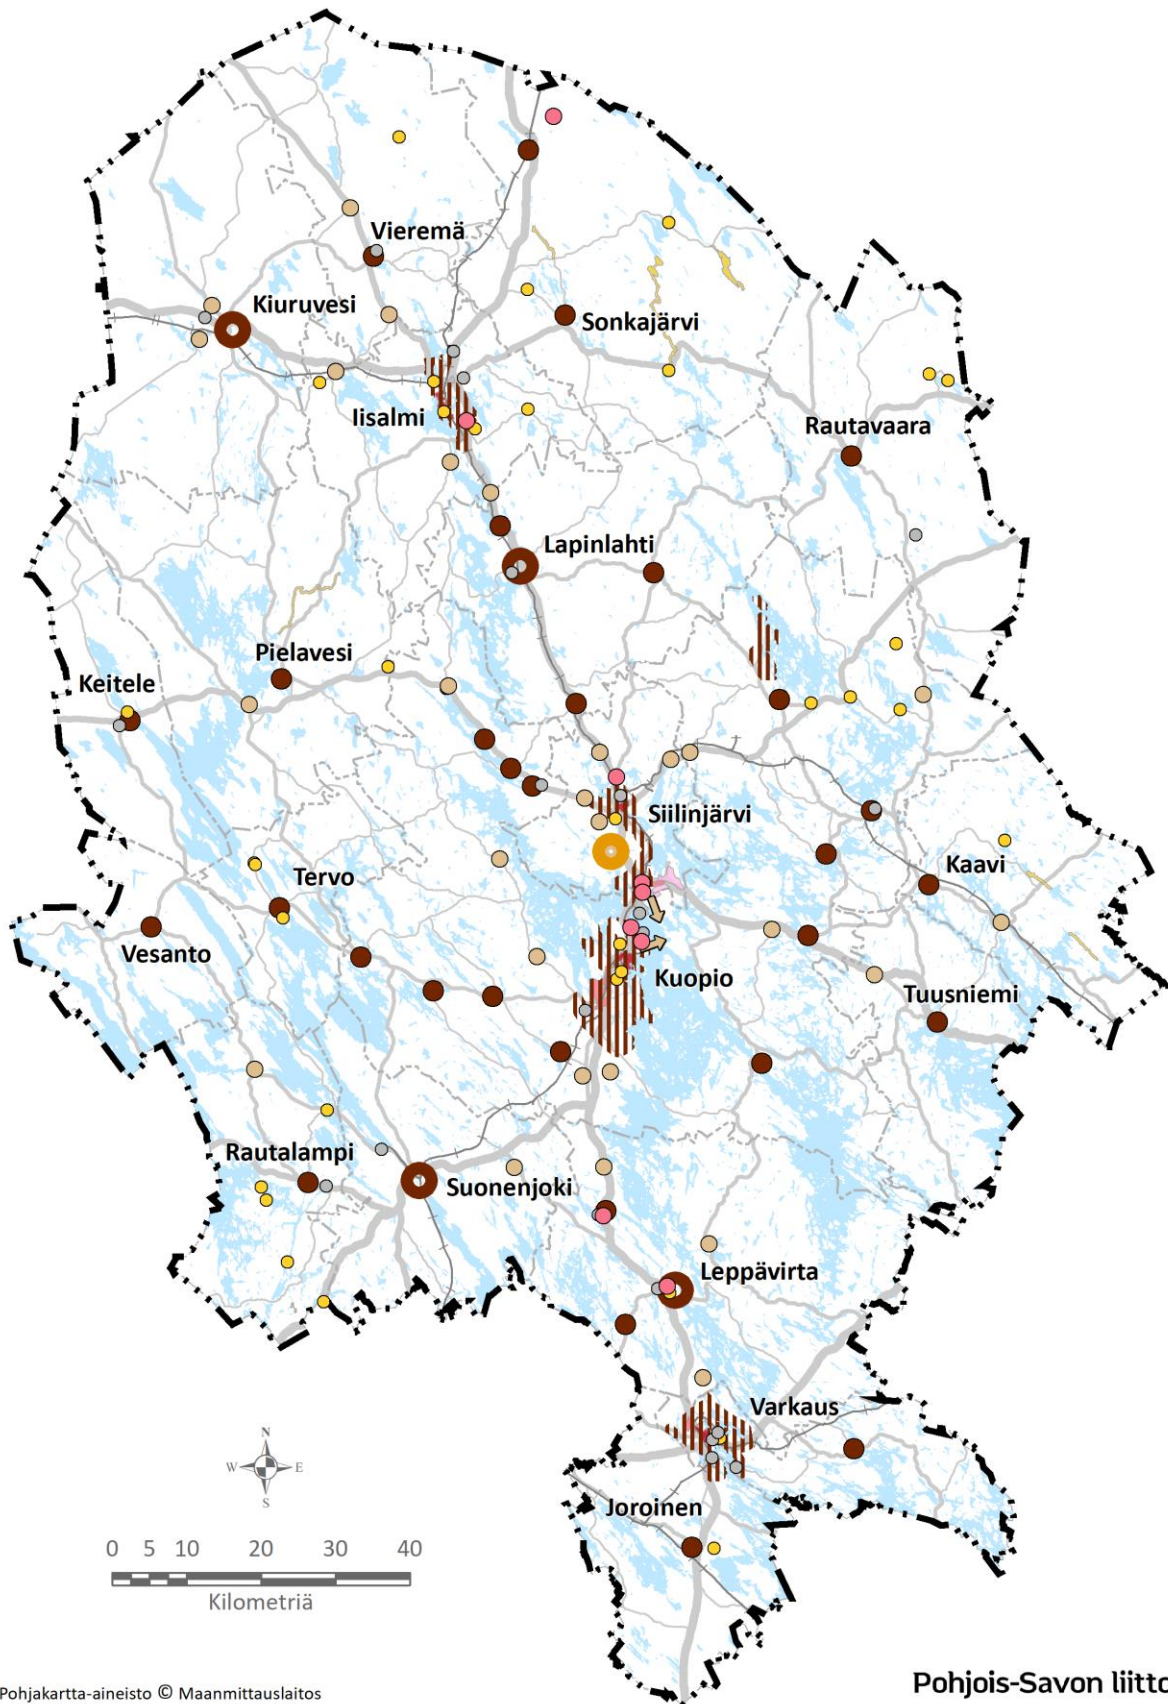 Vieremä
Kiuruvesi
Sonkajärvi
Iisalmi
Rautavaara
Lapinlahti
Pielavesi
Keitele
Siilinjärvi
Kaavi
Tervo
Vesanto
Kuopio
Tuusniemi
Rautalampi
Suonenjoki
Leppävirta
Varkaus
N
W E
S
Joroinen
0 5 10 20 30 40
Kilometriä
Pohjois-Savon liitto
Pohjakartta-aineisto © Maanmittauslaitos